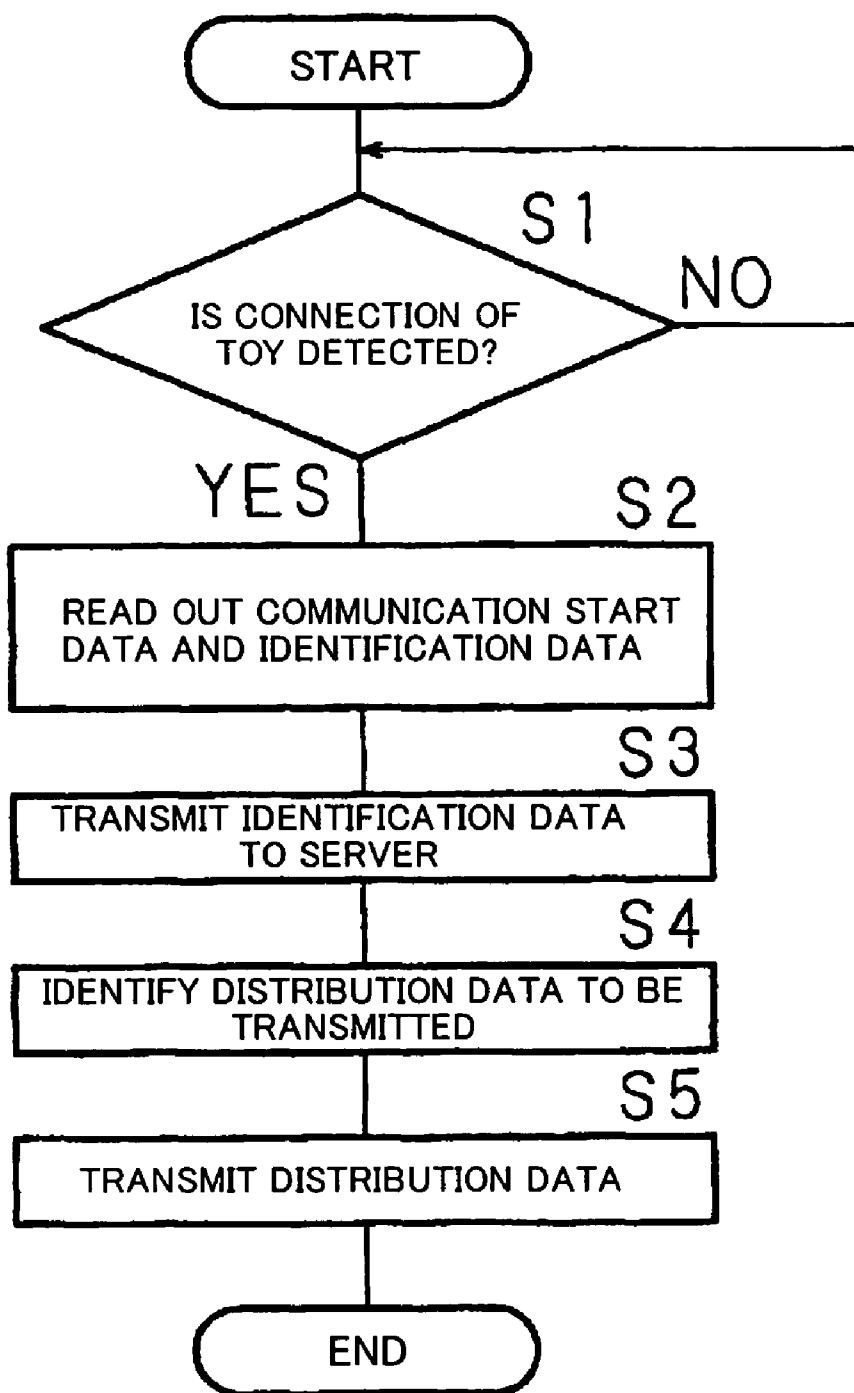 START
S1
IS CONNECTION OF
TOY DETECTED?
NO
YES
S2
READ OUT COMMUNICATION START
DATA AND IDENTIFICATION DATA
S3
TRANSMIT IDENTIFICATION DATA
TO SERVER
S4
IDENTIFY DISTRIBUTION DATA TO BE
TRANSMITTED
S5
TRANSMIT DISTRIBUTION DATA
END